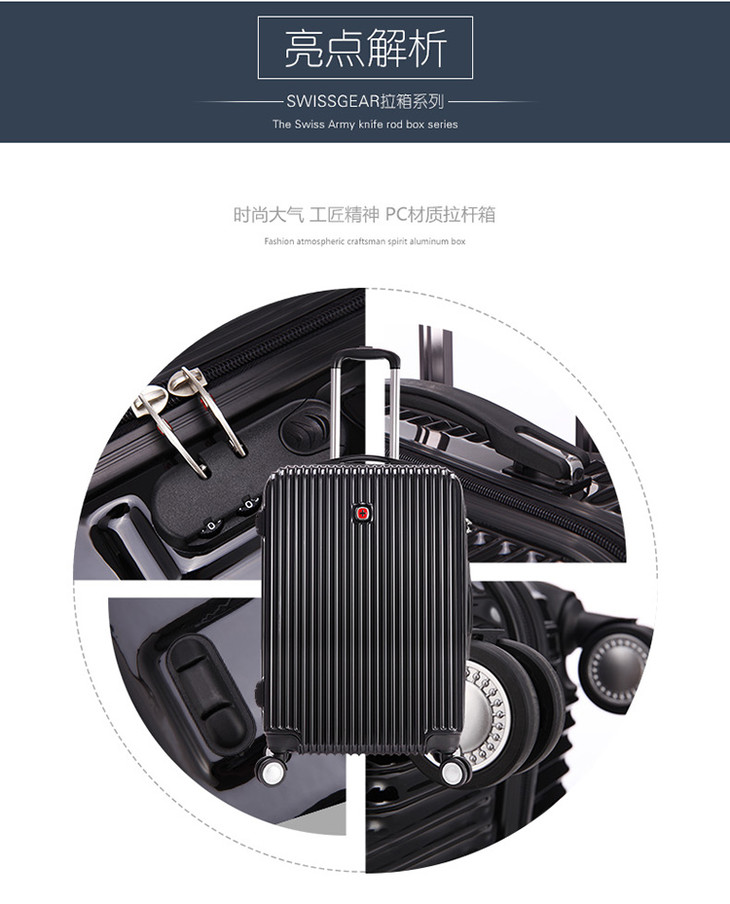 亮点解析
SWISSGEAR拉箱系列
The Swiss Army knife rod box series
时尚大气 工匠精神 PC材质拉杆箱
Fashion atmospheric craftsman spirit aluminum box